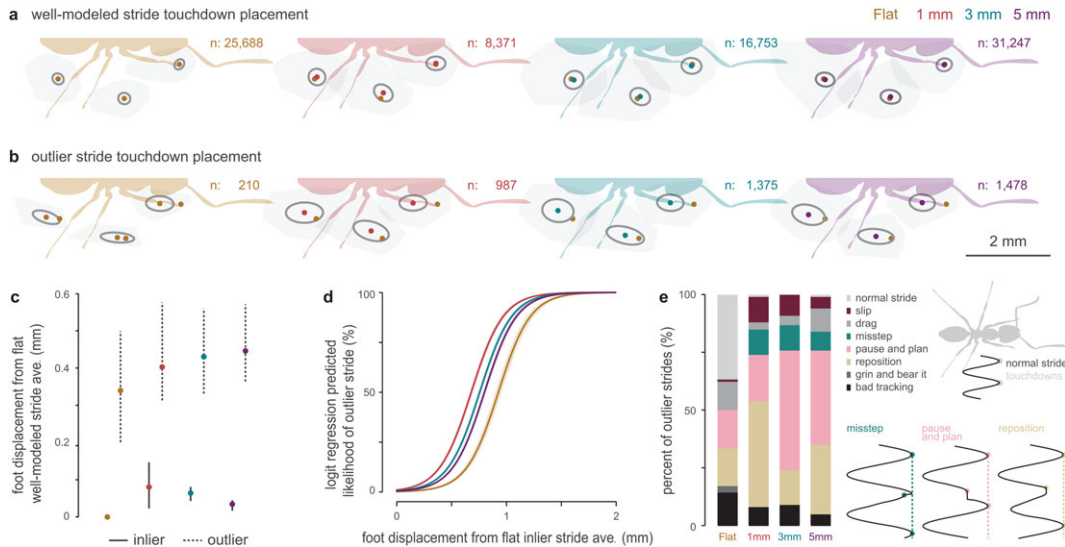 a well-modeled stride touchdown placement
Flat 1 mm 3 mm 5 mm
n: 25,688
n: 8,371
n: 16,753
n: 31,247
b outlier stride touchdown placement
n: 210
n: 987
n: 1,375
n: 1,478
2 mm
c
foot displacement from flat
well-modeled stride ave. (mm)
0.6
0.4
0.2
0
inlier
outlier
d
logit regression predicted
likelihood of outlier stride (%)
100
50
0
0
1
2
foot displacement from flat inlier stride ave. (mm)
e
percent of outlier strides (%)
100
50
0
Flat
1mm
3mm
5mm
normal stride
slip
drag
misstep
pause and plan
reposition
grin and bear it
bad tracking
normal stride
touchdowns
misstep
pause
and plan
reposition